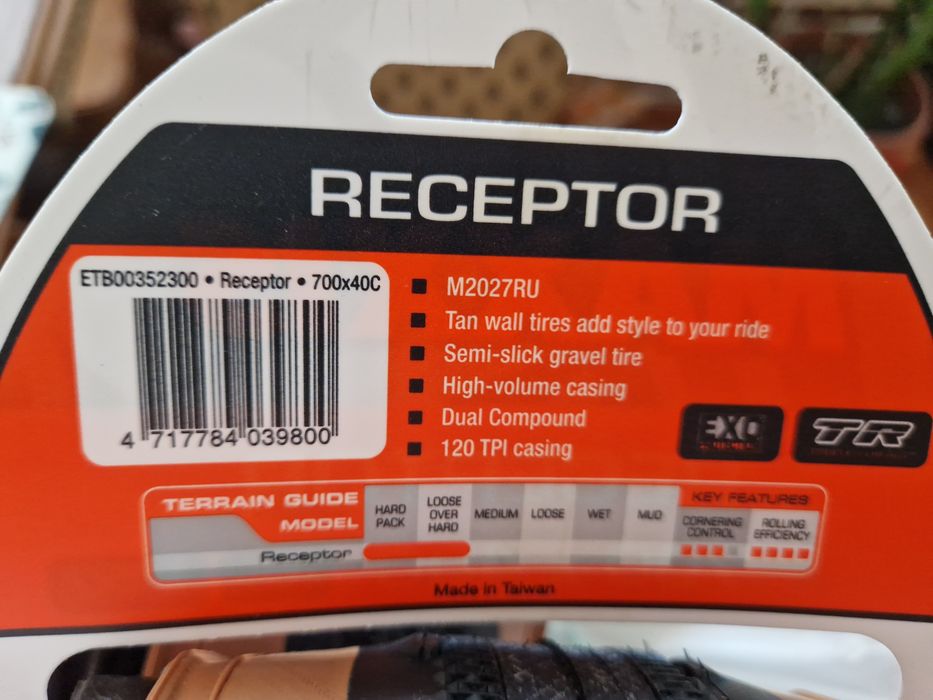 RECEPTOR
ETB00352300 • Receptor • 700x40C
4 717784 039800
M2027RU
Tan wall tires add style to your ride
Semi-slick gravel tire
High-volume casing
Dual Compound
120 TPI casing
EXO
TR
TERRAIN GUIDE
MODEL
HARD PACK
LOOSE OVER HARD
MEDIUM
LOOSE
WET
MUD
KEY FEATURES
CORNERING CONTROL
ROLLING EFFICIENCY
Receptor
Made in Taiwan